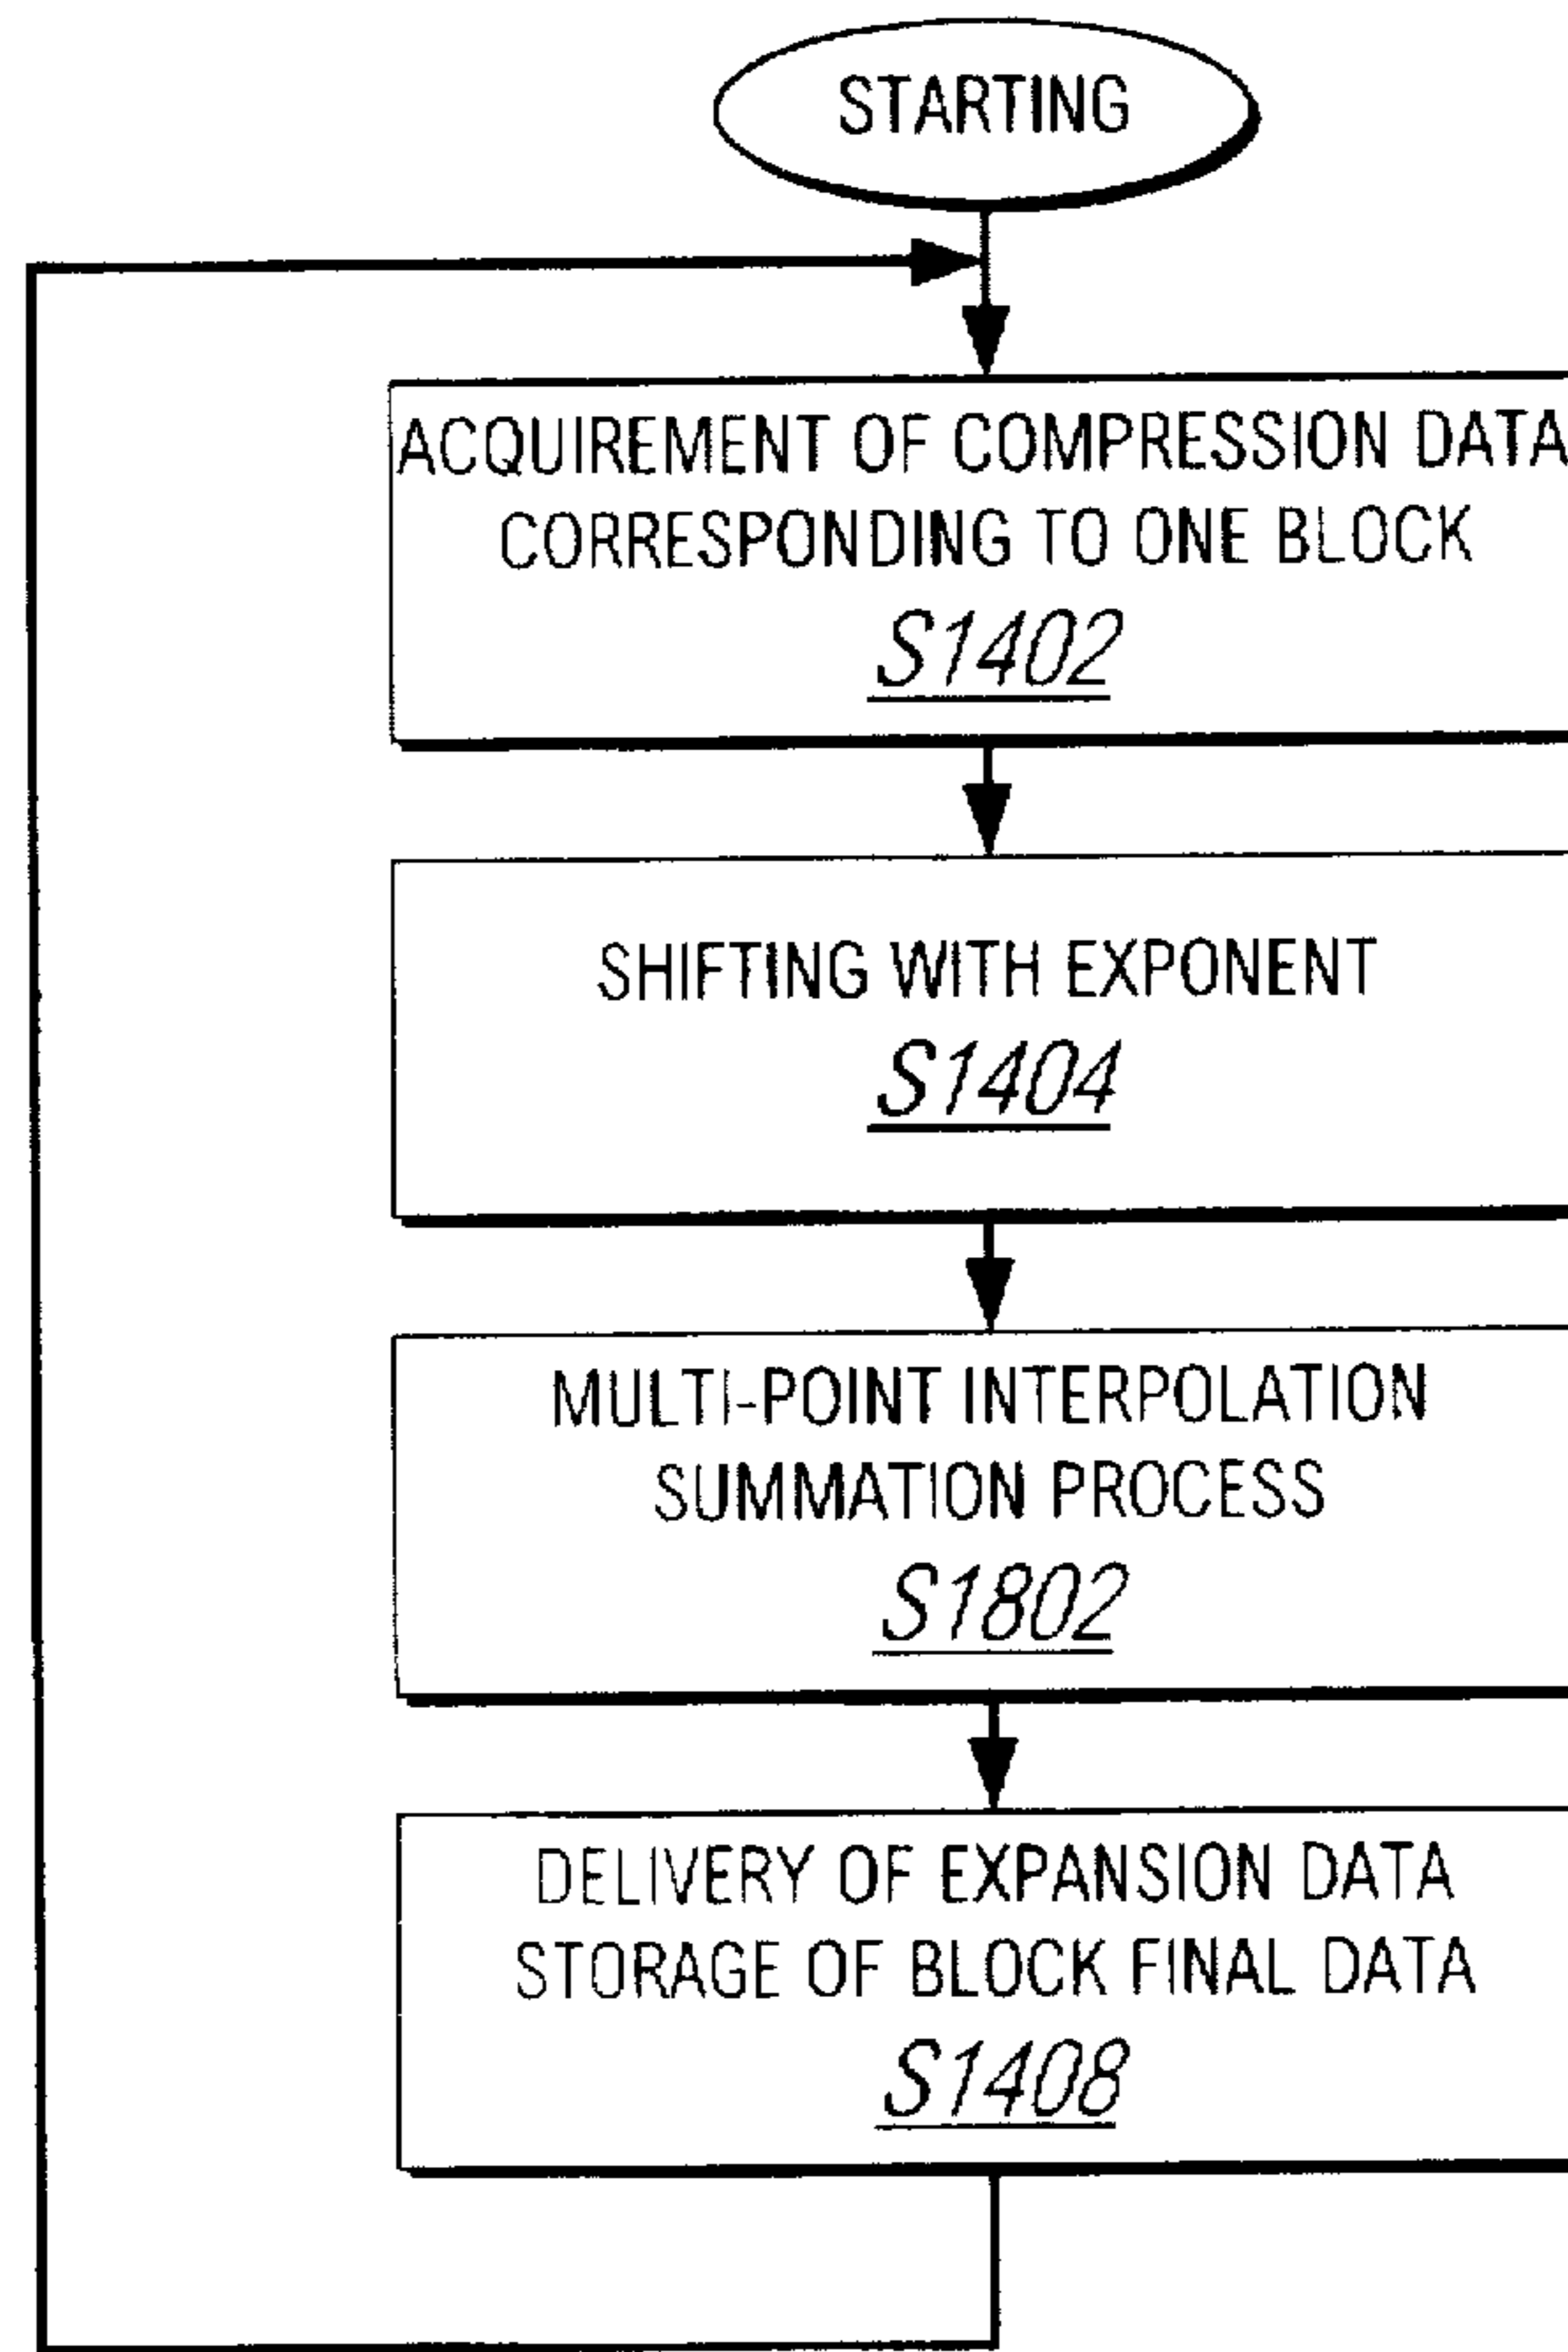 STARTING
ACQUIREMENT OF COMPRESSION DATA
CORRESPONDING TO ONE BLOCK
S1402
SHIFTING WITH EXPONENT
S1404
MULTI-POINT INTERPOLATION
SUMMATION PROCESS
S1802
DELIVERY OF EXPANSION DATA
STORAGE OF BLOCK FINAL DATA
S1408